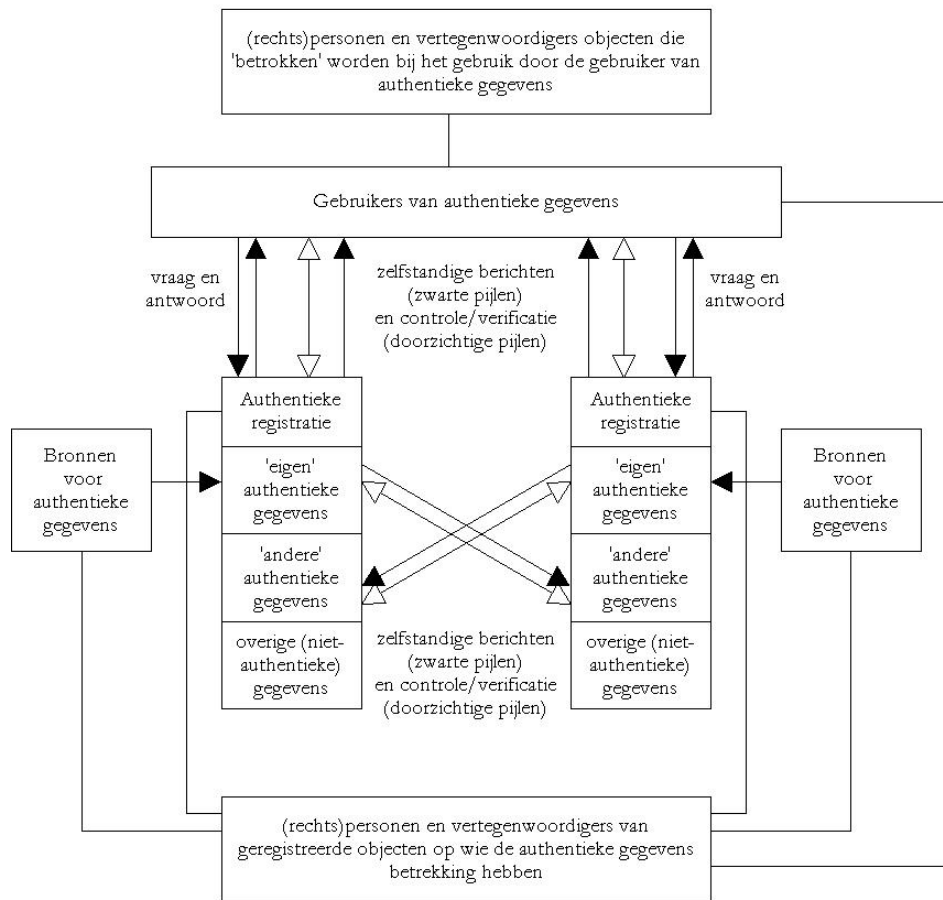 (rechts)personen en vertegenwoordigers objecten die
'betrokken' worden bij het gebruik door de gebruiker van
authentieke gegevens
Gebruikers van authentieke gegevens
vraag en
antwoord
zelfstandige berichten
(zwarte pijlen)
en controle/verificatie
(doorzichtige pijlen)
vraag en
antwoord
Authentieke
registratie
Authentieke
registratie
Bronnen
voor
authentieke
gegevens
'eigen'
authentieke
gegevens
'eigen'
authentieke
gegevens
Bronnen
voor
authentieke
gegevens
'andere'
authentieke
gegevens
'andere'
authentieke
gegevens
overige (niet-
authentieke)
gegevens
zelfstandige berichten
(zwarte pijlen)
en controle/verificatie
(doorzichtige pijlen)
overige (niet-
authentieke)
gegevens
(rechts)personen en vertegenwoordigers van
geregistreerde objecten op wie de authentieke gegevens
betrekking hebben